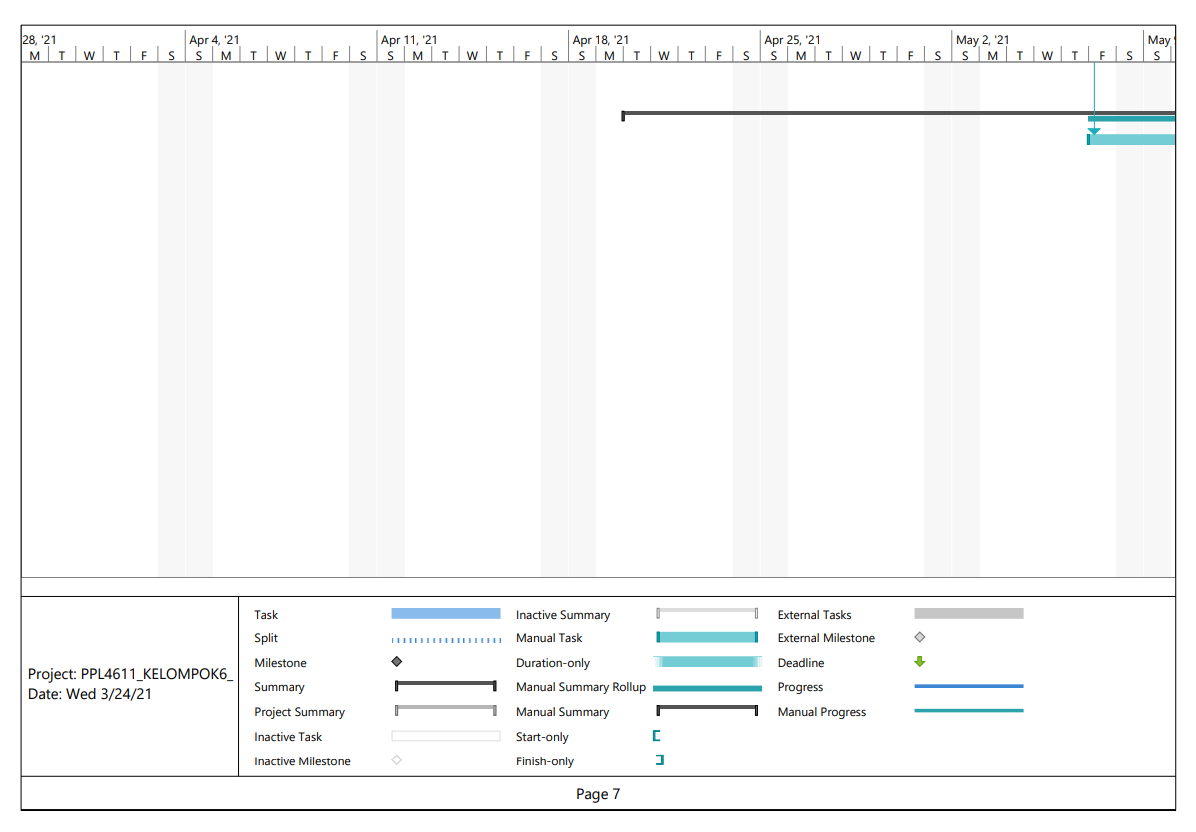 28, '21 Apr 4, '21 Apr 11, '21 Apr 18, '21 Apr 25, '21 May 2, '21 May
M T W T F S S M T W T F S S M T W T F S S M T W T F S S M T W T F S S M T W T F S S
Task Inactive Summary External Tasks
Split Manual Task External Milestone
Milestone Duration-only Deadline
Summary Manual Summary Rollup Progress
Project Summary Manual Summary Manual Progress
Inactive Task Start-only
Inactive Milestone Finish-only
Project: PPL4611_KELOMPOK6_
Date: Wed 3/24/21
Page 7